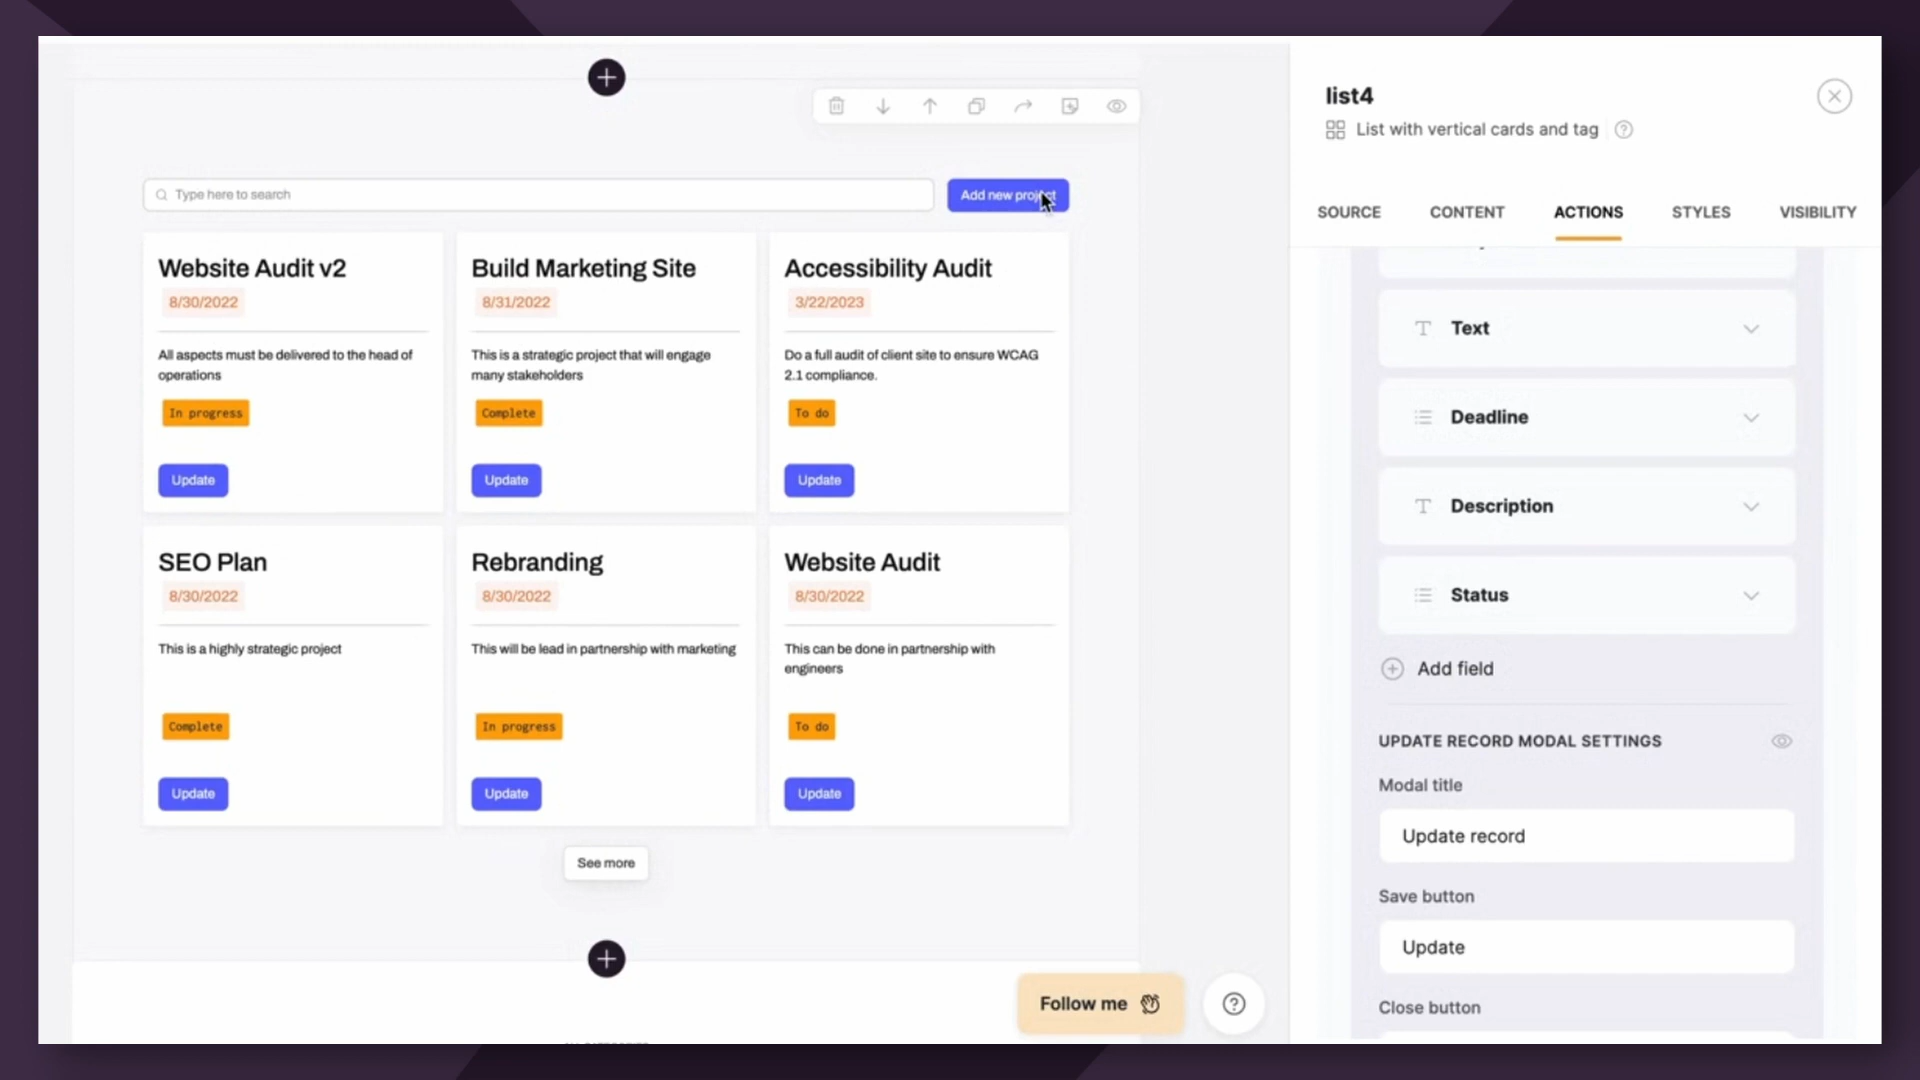 Type here to search
Add new project
Website Audit v2
8/30/2022
All aspects must be delivered to the head of
operations
In progress
Update
Build Marketing Site
8/31/2022
This is a strategic project that will engage
many stakeholders
Complete
Update
Accessibility Audit
3/22/2023
Do a full audit of client site to ensure WCAG
2.1 compliance.
To do
Update
SEO Plan
8/30/2022
This is a highly strategic project
Complete
Update
Rebranding
8/30/2022
This will be lead in partnership with marketing
In progress
Update
Website Audit
8/30/2022
This can be done in partnership with
engineers
To do
Update
See more
Follow me
list4
List with vertical cards and tag
SOURCE
CONTENT
ACTIONS
STYLES
VISIBILITY
Text
Deadline
Description
Status
Add field
UPDATE RECORD MODAL SETTINGS
Modal title
Update record
Save button
Update
Close button